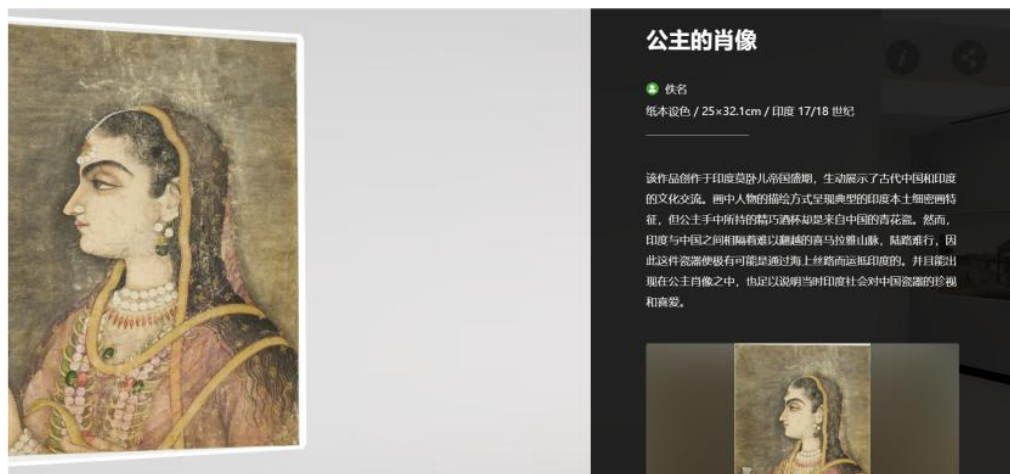 公主的肖像
佚名
纸本设色 / 25×32.1cm / 印度 17/18 世纪
该作品创作于印度莫卧儿帝国盛期，生动展示了古代中国和印度
的文化交流。画中人物的描绘方式呈现典型的印度本土细密画特
征，但公主手中所持的精巧酒杯却是来自中国的青花瓷。然而，
印度与中国之间相隔着难以翻越的喜马拉雅山脉，陆路难行，因
此这件瓷器便极有可能是通过海上丝路而运抵印度的。并且能出
现在公主肖像之中，也足以说明当时印度社会对中国瓷器的珍视
和喜爱。